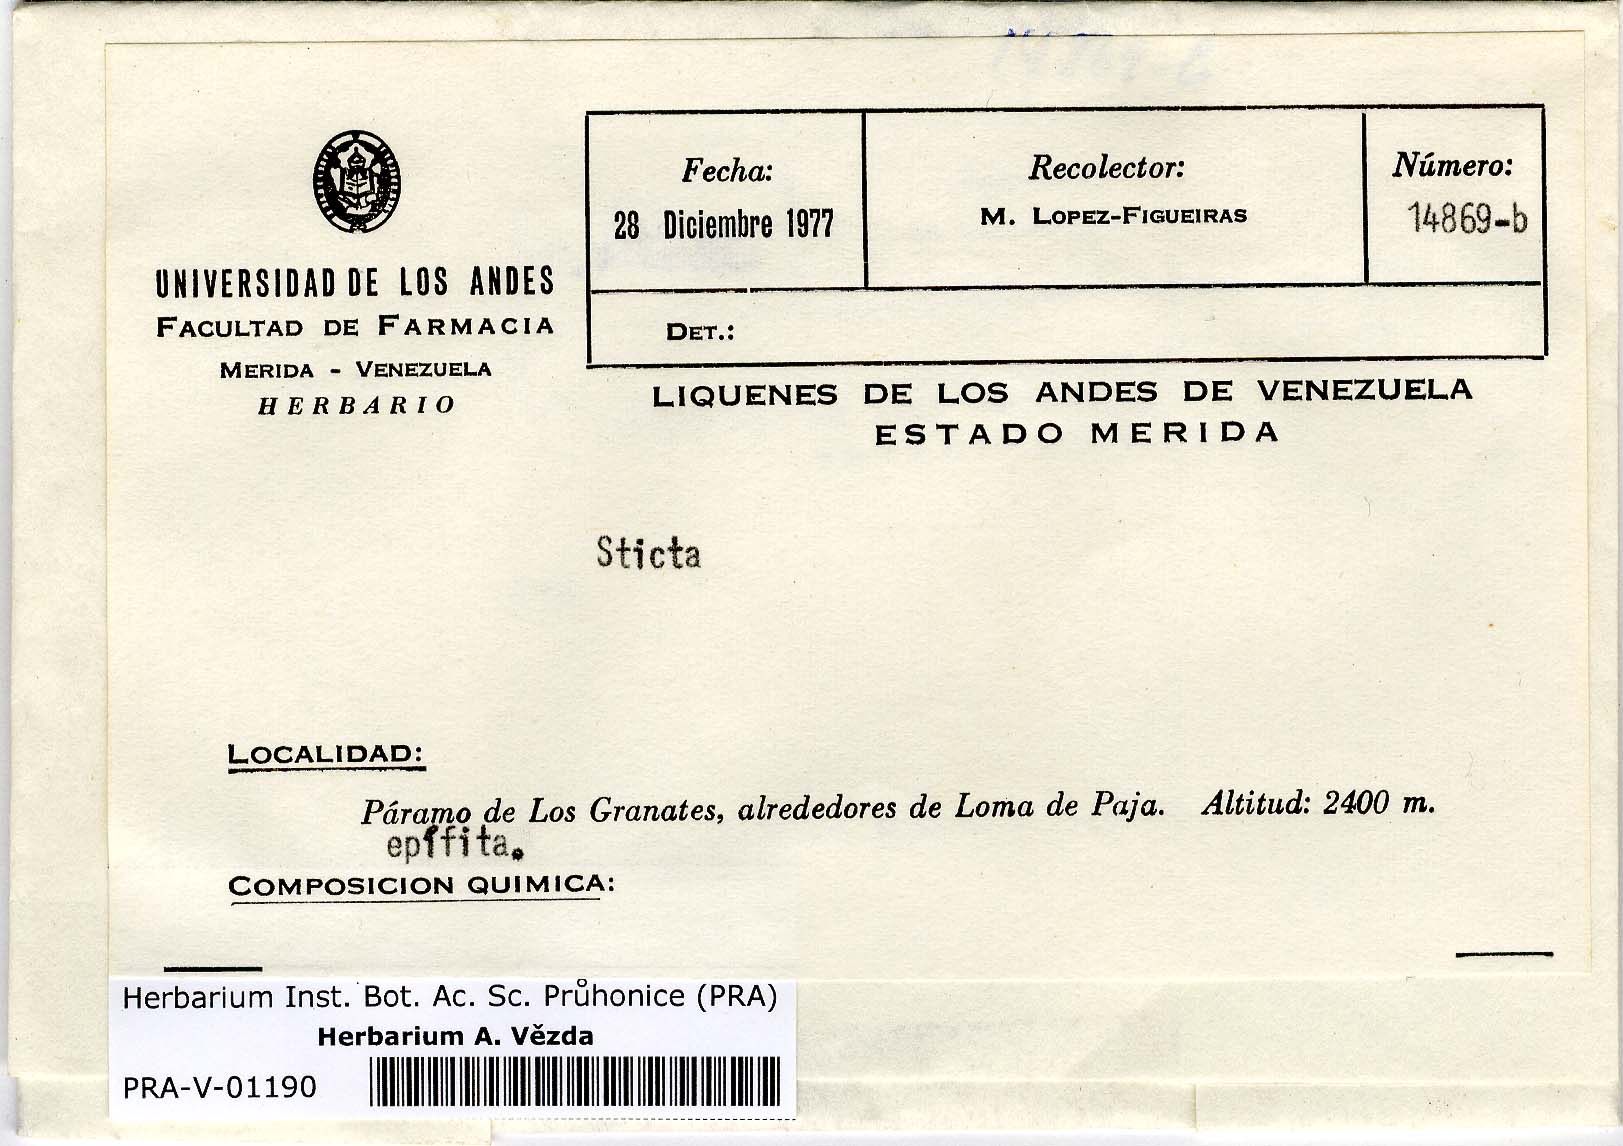 Fecha:
28 Diciembre 1977
Recolector:
M. LOPEZ-FIGUEIRAS
Número:
14869-b
DET.:
UNIVERSIDAD DE LOS ANDES
FACULTAD DE FARMACIA
MERIDA - VENEZUELA
HERBARIO
LIQUENES DE LOS ANDES DE VENEZUELA
ESTADO MERIDA
Sticta
LOCALIDAD:
Páramo de Los Granates, alrededores de Loma de Paja. Altitud: 2400 m.
epífita.
COMPOSICION QUIMICA:
Herbarium Inst. Bot. Ac. Sc. Průhonice (PRA)
Herbarium A. Vězda
PRA-V-01190